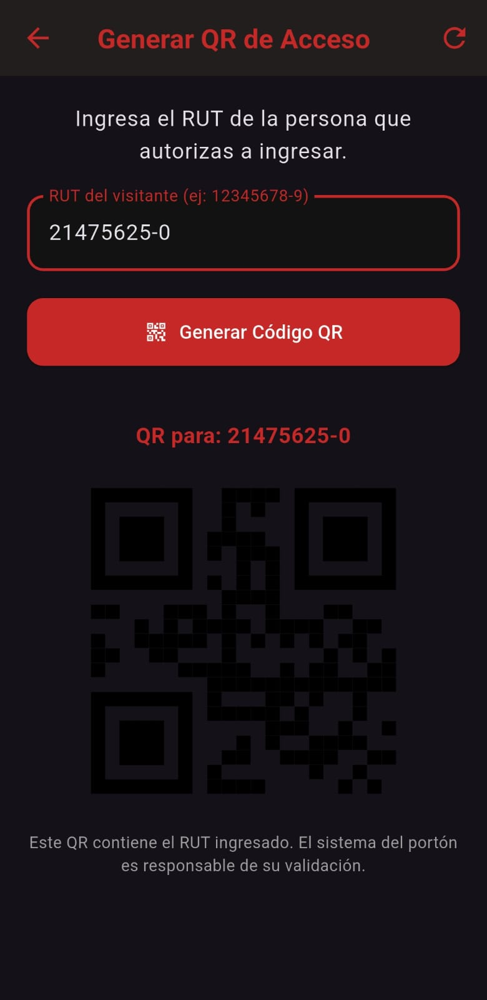 Generar QR de Acceso
Ingresa el RUT de la persona que
autorizas a ingresar.
RUT del visitante (ej: 12345678-9)
21475625-0
Generar Código QR
QR para: 21475625-0
Este QR contiene el RUT ingresado. El sistema del portón
es responsable de su validación.